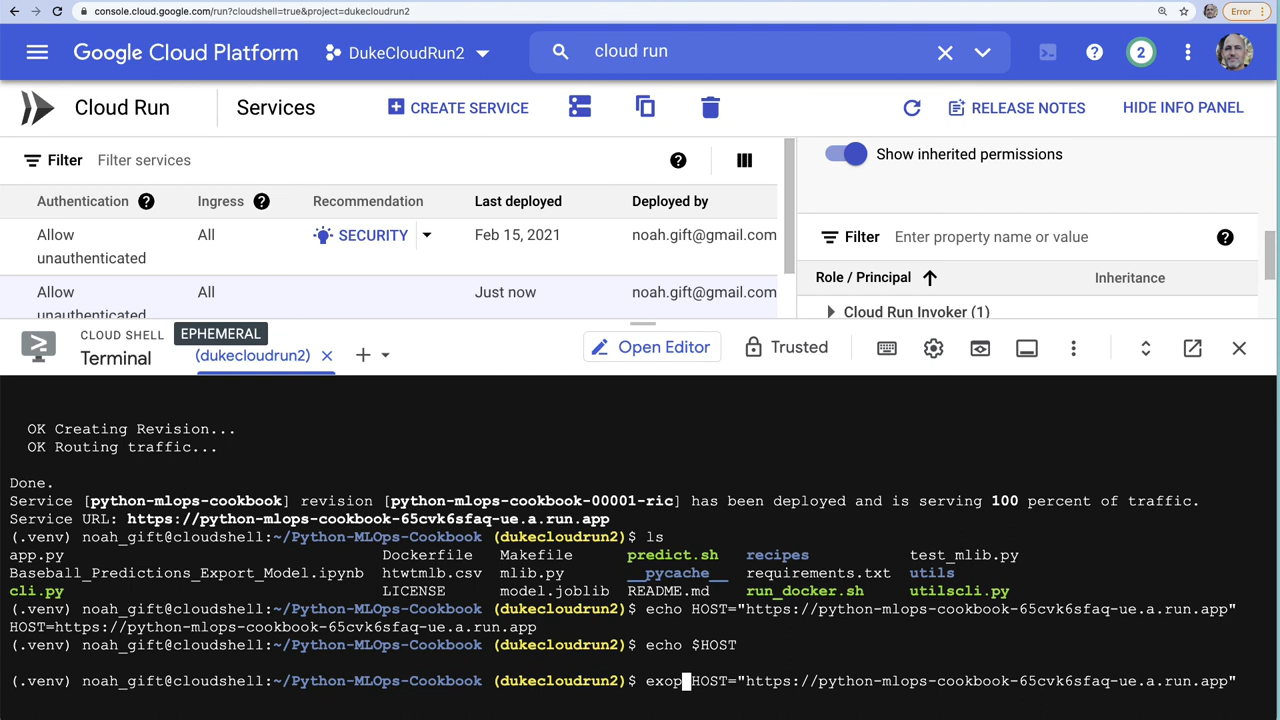 console.cloud.google.com/run?cloudshell=true&project=dukecloudrun2
Error
Google Cloud Platform
DukeCloudRun2
cloud run
2
Cloud Run
Services
CREATE SERVICE
RELEASE NOTES
HIDE INFO PANEL
Filter Filter services
Show inherited permissions
Authentication Ingress Recommendation Last deployed Deployed by
Allow unauthenticated All SECURITY Feb 15, 2021 noah.gift@gmail.com
Allow unauthenticated All Just now noah.gift@gmail.com
Filter Enter property name or value
Role / Principal Inheritance
Cloud Run Invoker (1)
CLOUD SHELL
EPHEMERAL
Terminal
(dukecloudrun2)
Open Editor
Trusted
OK Creating Revision...
OK Routing traffic...
Done.
Service [python-mlops-cookbook] revision [python-mlops-cookbook-00001-ric] has been deployed and is serving 100 percent of traffic.
Service URL: https://python-mlops-cookbook-65cvk6sfaq-ue.a.run.app
(.venv) noah_gift@cloudshell:~/Python-MLOps-Cookbook (dukecloudrun2)$ ls
app.py Dockerfile Makefile predict.sh recipes test_mlib.py
Baseball_Predictions_Export_Model.ipynb htwtmlb.csv mlib.py __pycache__ requirements.txt utils
cli.py LICENSE model.joblib README.md run_docker.sh utilscli.py
(.venv) noah_gift@cloudshell:~/Python-MLOps-Cookbook (dukecloudrun2)$ echo HOST="https://python-mlops-cookbook-65cvk6sfaq-ue.a.run.app"
HOST=https://python-mlops-cookbook-65cvk6sfaq-ue.a.run.app
(.venv) noah_gift@cloudshell:~/Python-MLOps-Cookbook (dukecloudrun2)$ echo $HOST
(.venv) noah_gift@cloudshell:~/Python-MLOps-Cookbook (dukecloudrun2)$ exop HOST="https://python-mlops-cookbook-65cvk6sfaq-ue.a.run.app"